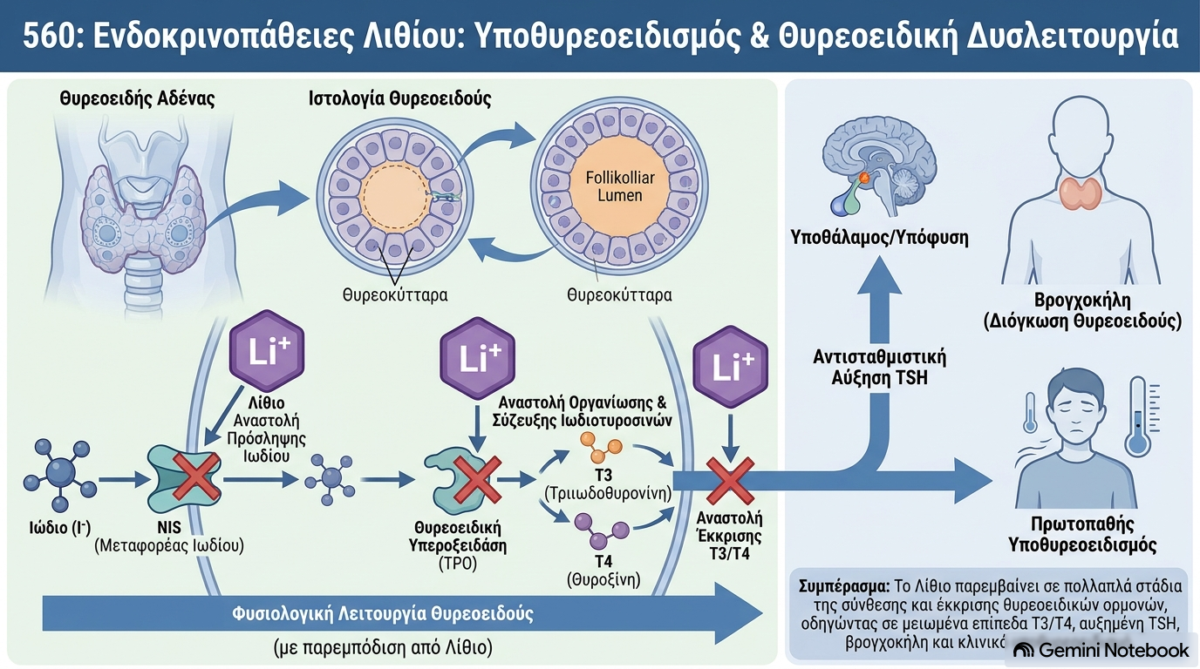 560: Ενδοκρινοπάθειες Λιθίου: Υποθυρεοειδισμός & Θυρεοειδική Δυσλειτουργία
Θυρεοειδής Αδένας
Ιστολογία Θυρεοειδούς
Follikolliar
Lumen
Θυρεοκύτταρα
Θυρεοκύτταρα
Li+
Λίθιο
Αναστολή
Πρόσληψης
Ιωδίου
Li+
Αναστολή Οργανίωσης &
Σύζευξης Ιωδιοτυροσινών
Li+
Ιώδιο (I-)
NIS
(Μεταφορέας Ιωδίου)
Θυρεοειδική
Υπεροξειδάση
(TPO)
T3
(Τριιωδοθυρονίνη)
T4
(Θυροξίνη)
Αναστολή
Έκκρισης
T3/T4
Φυσιολογική Λειτουργία Θυρεοειδούς
(με παρεμπόδιση από Λίθιο)
Υποθάλαμος/Υπόφυση
Αντισταθμιστική
Αύξηση TSH
Βρογχοκήλη
(Διόγκωση Θυρεοειδούς)
Πρωτοπαθής
Υποθυρεοειδισμός
Συμπέρασμα: Το Λίθιο παρεμβαίνει σε πολλαπλά στάδια
της σύνθεσης και έκκρισης θυρεοειδικών ορμονών,
οδηγώντας σε μειωμένα επίπεδα T3/T4, αυξημένη TSH,
βρογχοκήλη και κλινικά
Gemini Notebook